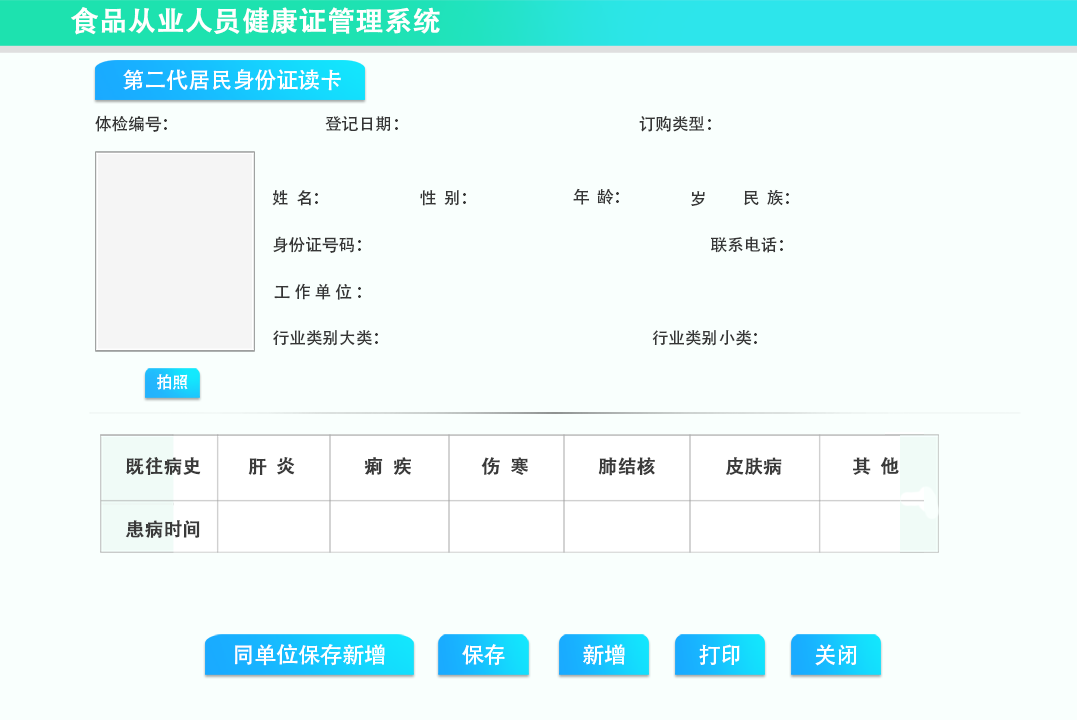 食品从业人员健康证管理系统
第二代居民身份证读卡
体检编号： 登记日期： 订购类型：
姓 名： 性 别： 年 龄： 岁 民 族：
身份证号码： 联系电话：
工 作 单 位：
行业类别大类： 行业类别小类：
拍照
既往病史 肝 炎 痢 疾 伤 寒 肺结核 皮肤病 其 他
患病时间
同单位保存新增 保存 新增 打印 关闭